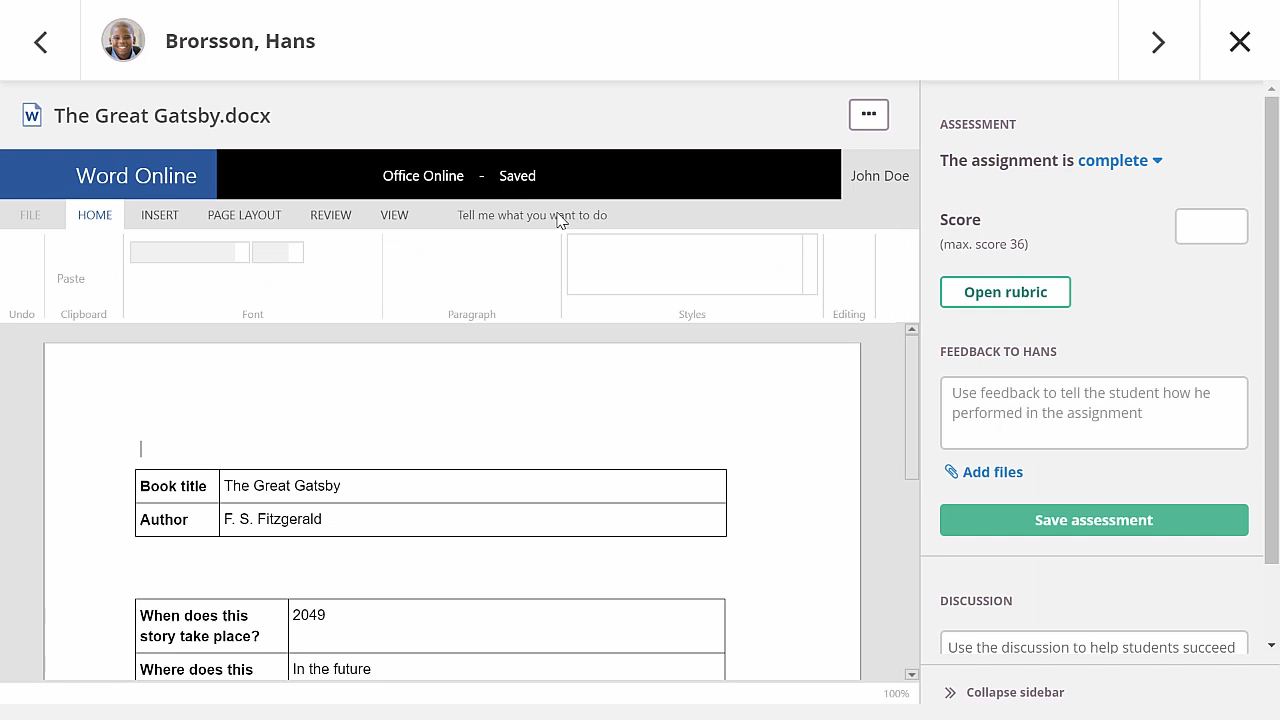 Brorsson, Hans
The Great Gatsby.docx
Word Online
Office Online - Saved
John Doe
FILE
HOME
INSERT
PAGE LAYOUT
REVIEW
VIEW
Tell me what you want to do
Paste
Undo
Clipboard
Font
Paragraph
Styles
Editing
Book title
The Great Gatsby
Author
F. S. Fitzgerald
When does this
story take place?
2049
Where does this
In the future
100%
ASSESSMENT
The assignment is complete
Score
(max. score 36)
Open rubric
FEEDBACK TO HANS
Use feedback to tell the student how he
performed in the assignment
Add files
Save assessment
DISCUSSION
Use the discussion to help students succeed
Collapse sidebar